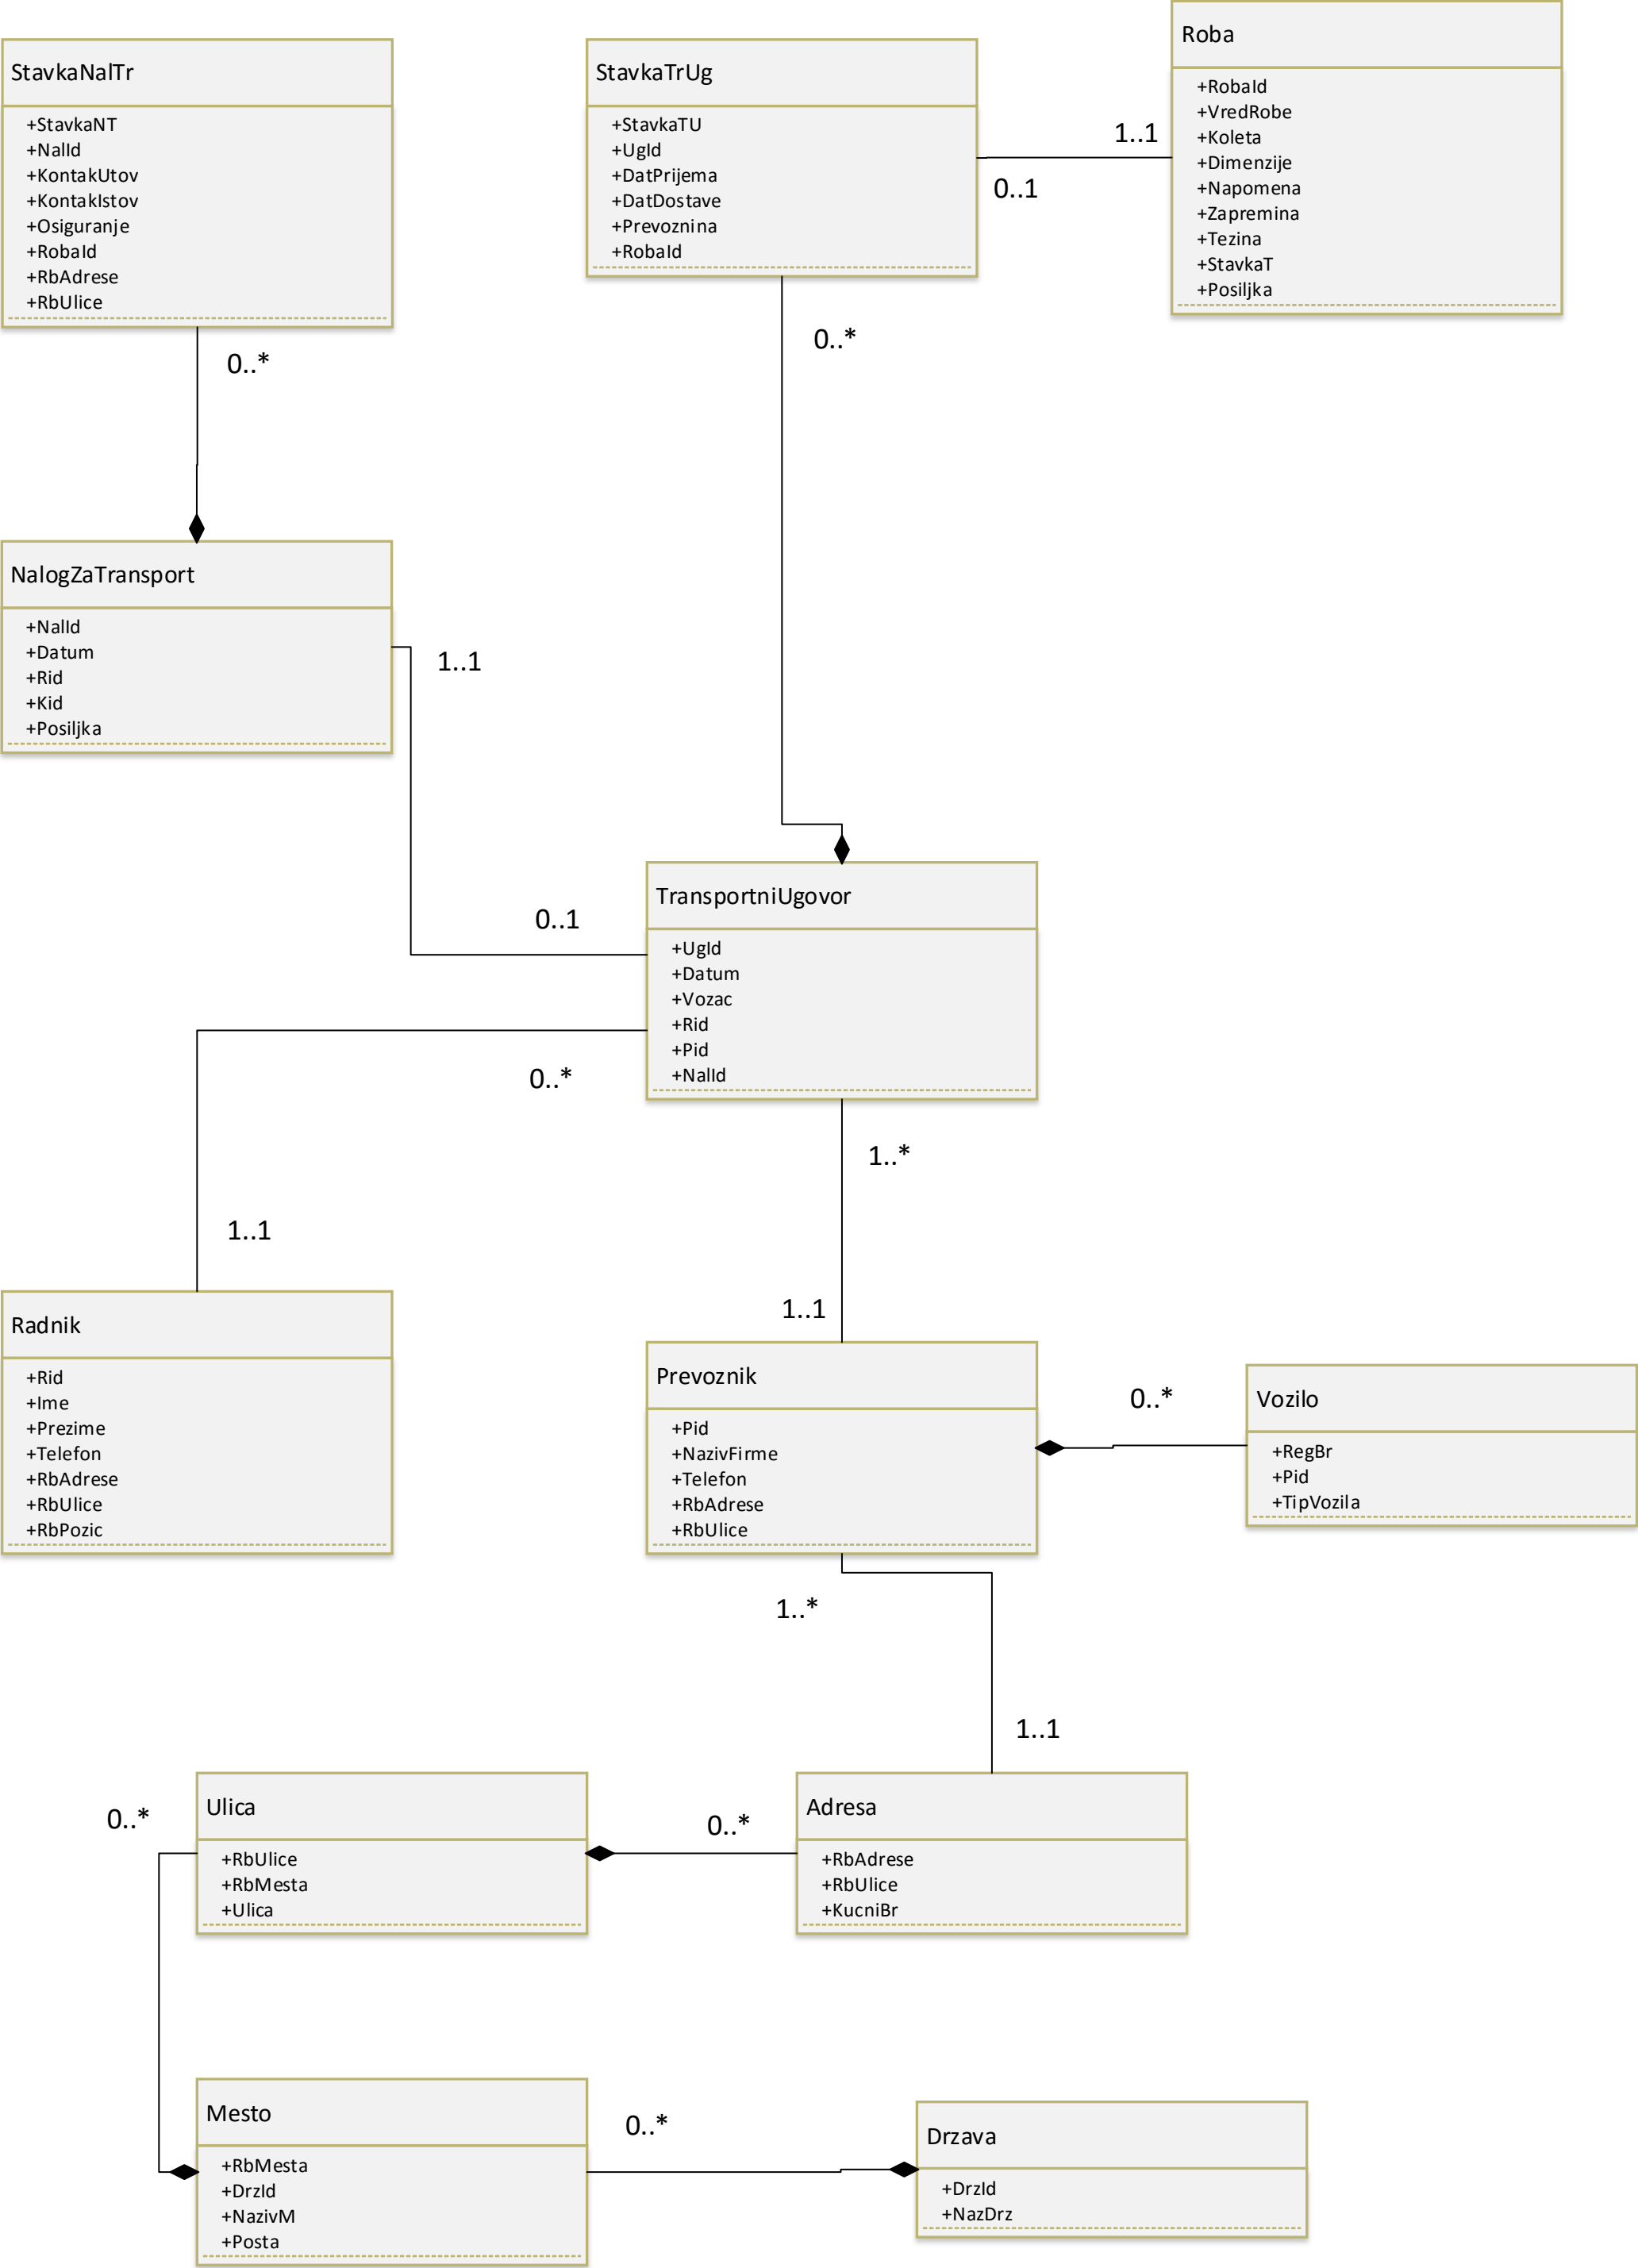 Roba
+RobaId
+VredRobe
+Koleta
+Dimenzije
+Napomena
+Zapremina
+Tezina
+StavkaT
+Posiljka
StavkaNalTr
+StavkaNT
+NalId
+KontakUtov
+KontakIstov
+Osiguranje
+RobaId
+RbAdrese
+RbUlice
StavkaTrUg
+StavkaTU
+UgId
+DatPrijema
+DatDostave
+Prevoznina
+RobaId
1..1
0..1
0..*
0..*
NalogZaTransport
+NalId
+Datum
+Rid
+Kid
+Posiljka
1..1
0..1
TransportniUgovor
+UgId
+Datum
+Vozac
+Rid
+Pid
+NalId
0..*
1..*
1..1
1..1
Radnik
+Rid
+Ime
+Prezime
+Telefon
+RbAdrese
+RbUlice
+RbPozic
Prevoznik
+Pid
+NazivFirme
+Telefon
+RbAdrese
+RbUlice
0..*
Vozilo
+RegBr
+Pid
+TipVozila
1..*
1..1
0..*
Ulica
+RbUlice
+RbMesta
+Ulica
0..*
Adresa
+RbAdrese
+RbUlice
+KucniBr
Mesto
+RbMesta
+DrzId
+NazivM
+Posta
0..*
Drzava
+DrzId
+NazDrz